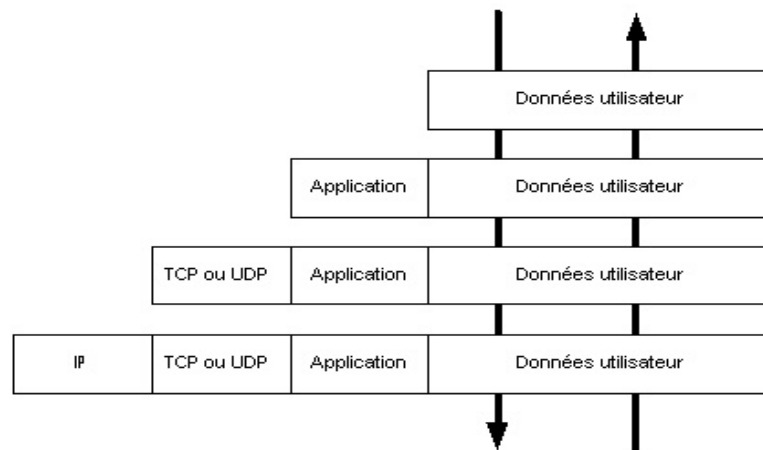 Données utilisateur
Application Données utilisateur
TCP ou UDP Application Données utilisateur
IP TCP ou UDP Application Données utilisateur